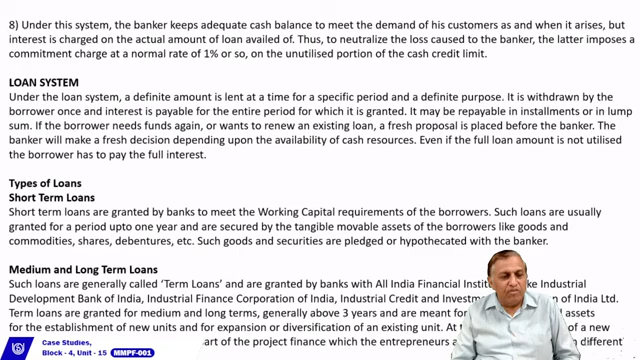 8) Under this system, the banker keeps adequate cash balance to meet the demand of his customers as and when it arises, but
interest is charged on the actual amount of loan availed of. Thus, to neutralize the loss caused to the banker, the latter imposes a
commitment charge at a normal rate of 1% or so, on the unutilised portion of the cash credit limit.
LOAN SYSTEM
Under the loan system, a definite amount is lent at a time for a specific period and a definite purpose. It is withdrawn by the
borrower once and interest is payable for the entire period for which it is granted. It may be repayable in installments or in lump
sum. If the borrower needs funds again, or wants to renew an existing loan, a fresh proposal is placed before the banker. The
banker will make a fresh decision depending upon the availability of cash resources. Even if the full loan amount is not utilised
the borrower has to pay the full interest.
Types of Loans
Short Term Loans
Short term loans are granted by banks to meet the Working Capital requirements of the borrowers. Such loans are usually
granted for a period upto one year and are secured by the tangible movable assets of the borrowers like goods and
commodities, shares, debentures, etc. Such goods and securities are pledged or hypothecated with the banker.
Medium and Long Term Loans
Such loans are generally called 'Term Loans' and are granted by banks with All India Financial Instit ke Industrial
Development Bank of India, Industrial Finance Corporation of India, Industrial Credit and Investme n of India Ltd.
Term loans are granted for medium and long terms, generally above 3 years and are meant for d assets
for the establishment of new units and for expansion or diversification of an existing unit. At t of a new
art of the project finance which the entrepreneurs a n different
Case Studies,
Block - 4, Unit - 15 MMPF-001